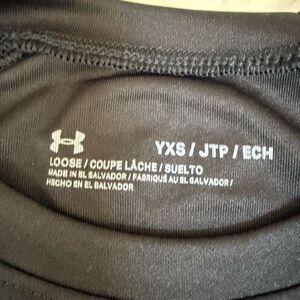 YXS / JTP / ECH
LOOSE / COUPE LÂCHE / SUELTO
MADE IN EL SALVADOR / FABRIQUÉ AU EL SALVADOR /
HECHO EN EL SALVADOR